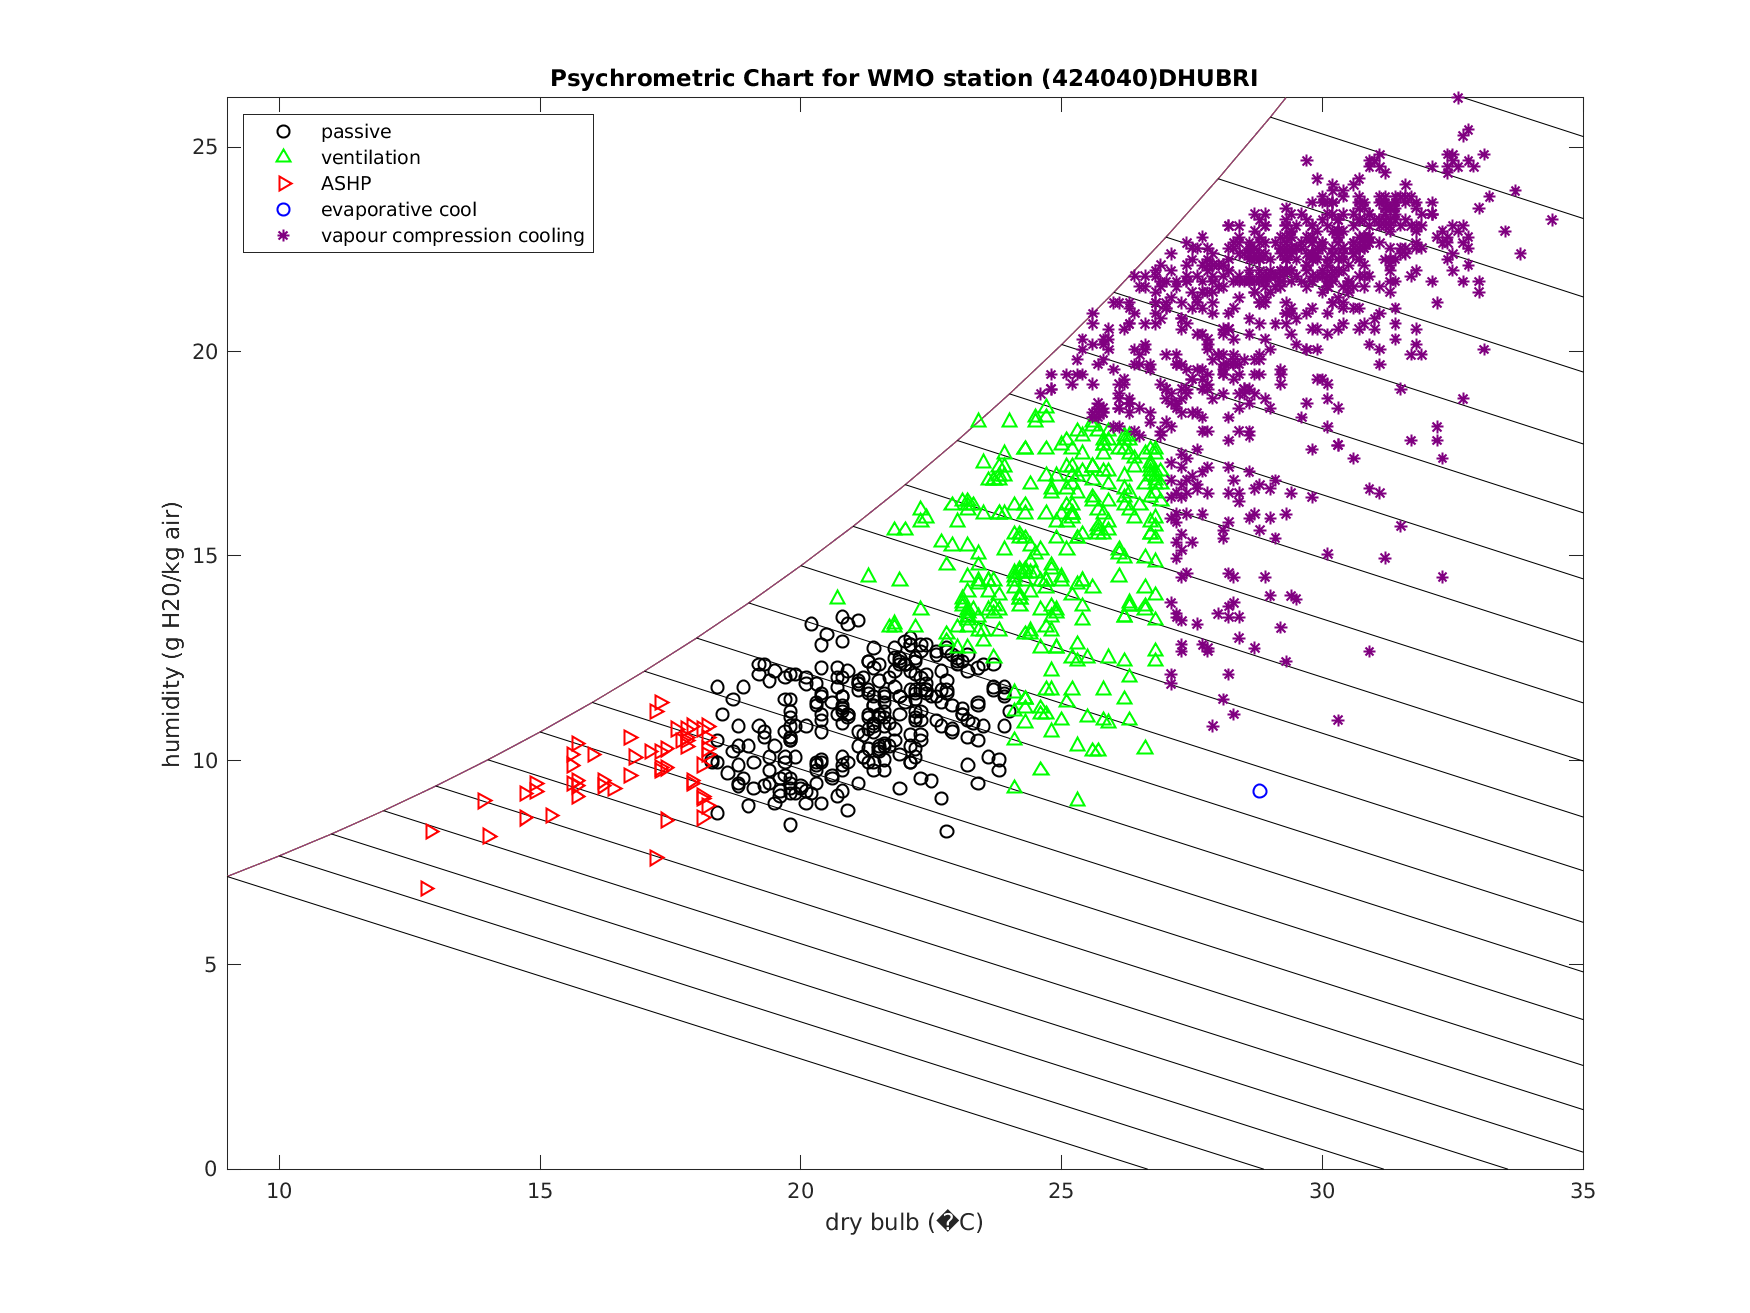 Psychrometric Chart for WMO station (424040)DHUBRI
passive
ventilation
ASHP
evaporative cool
vapour compression cooling
humidity (g H20/kg air)
25
20
15
10
5
0
10 15 20 25 30 35
dry bulb (�C)